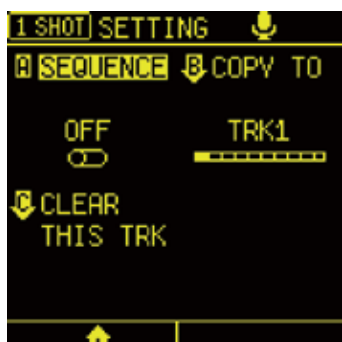 1 SHOT SETTING
A SEQUENCE B COPY TO
OFF TRK1
C CLEAR
THIS TRK